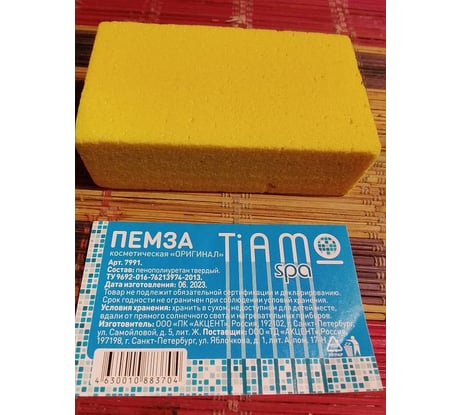 ПЕМЗА
косметическая «ОРИГИНАЛ»
TiAMO
spa
Арт. 7991.
Состав: пенополиуретан твердый.
ТУ 9692-016-76213974-2013.
Дата изготовления: 06. 2023.
Товар не подлежит обязательной сертификации и декларированию.
Срок годности не ограничен при соблюдении условий хранения.
Условия хранения: хранить в сухом, недоступном для детей месте,
вдали от прямого солнечного света и нагревательных приборов.
Изготовитель: ООО «ПК «АКЦЕНТ» Россия, 192102, г. Санкт-Петербург,
ул. Самойловой, д. 5, лит. Ж. Поставщик: ООО «ТД «АКЦЕНТ» Россия,
197198, г. Санкт-Петербург, ул. Яблочкова, д. 1, лит. А, пом. 17-Н
4 630010 883704